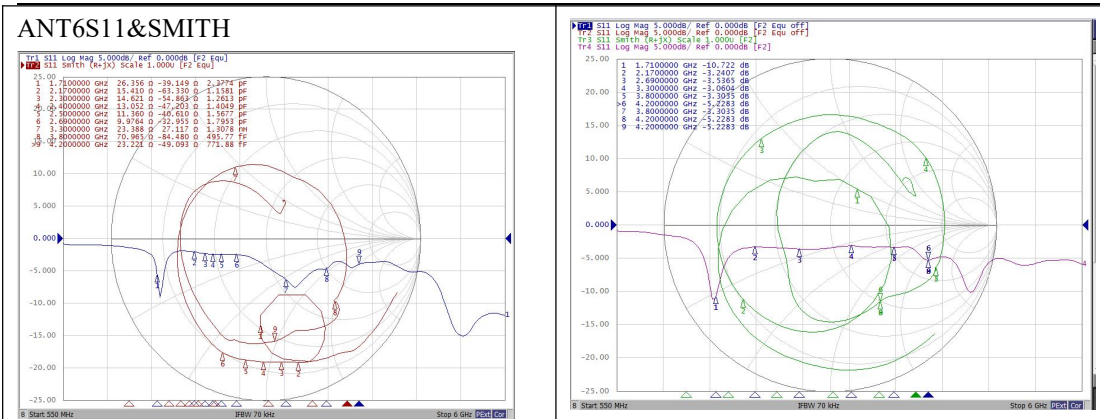 ANT6S11&SMITH
Tr1 S11 Log Mag 5.000dB/ Ref 0.000dB [F2 Equ]
Tr2 S11 Smith (R+jX) Scale 1.000U [F2 Equ]
25.00
20.00
15.00
10.00
5.000
0.000
-5.000
-10.00
-15.00
-20.00
-25.00
1 1.7100000 GHz 26.356 Ω -39.149 Ω 2.3774 pF
2 2.1700000 GHz 15.410 Ω -63.330 Ω 1.1581 pF
3 2.3000000 GHz 14.621 Ω -54.863 Ω 1.2613 pF
4 2.4000000 GHz 13.052 Ω -47.203 Ω 1.4049 pF
5 2.5000000 GHz 11.360 Ω -40.610 Ω 1.5677 pF
6 2.6900000 GHz 9.9764 Ω -32.955 Ω 1.7953 pF
7 3.3000000 GHz 23.388 Ω 27.117 Ω 1.3078 nH
8 3.8000000 GHz 70.965 Ω -84.480 Ω 495.77 fF
>9 4.2000000 GHz 23.221 Ω -49.093 Ω 771.88 fF
8 Start 550 MHz
IFBW 70 kHz
Stop 6 GHz PExt Cor
Tr1 S11 Log Mag 5.000dB/ Ref 0.000dB [F2 Equ off]
Tr2 S11 Log Mag 5.000dB/ Ref 0.000dB [F2 Equ off]
Tr3 S11 Smith (R+jX) Scale 1.000U [F2]
Tr4 S11 Log Mag 5.000dB/ Ref 0.000dB [F2]
25.00
20.00
15.00
10.00
5.000
0.000
-5.000
-10.00
-15.00
-20.00
-25.00
1 1.7100000 GHz -10.722 dB
2 2.1700000 GHz -3.2407 dB
3 2.6900000 GHz -3.5365 dB
4 3.3000000 GHz -3.0604 dB
5 3.8000000 GHz -3.3035 dB
>6 4.2000000 GHz -5.2283 dB
7 3.8000000 GHz -3.3035 dB
8 4.2000000 GHz -5.2283 dB
9 4.2000000 GHz -5.2283 dB
8 Start 550 MHz
IFBW 70 kHz
Stop 6 GHz PExt Cor